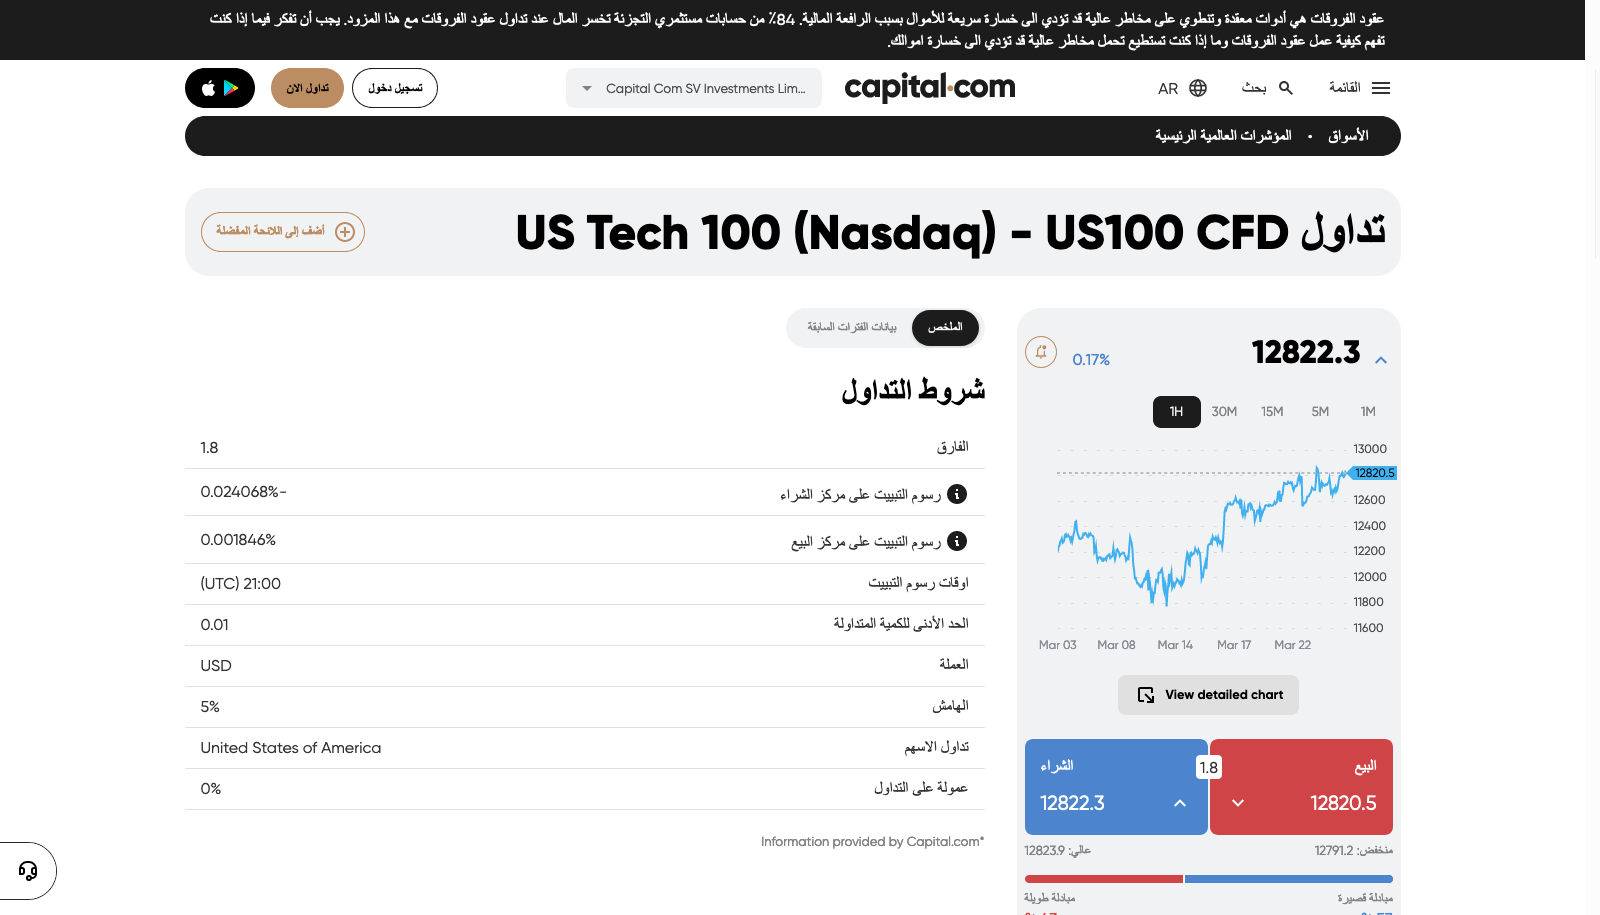 عقود الفروقات هي أدوات معقدة وتنطوي على مخاطر عالية قد تؤدي الى خسارة سريعة للأموال بسبب الرافعة المالية. 84٪ من حسابات مستثمري التجزئة تخسر المال عند تداول عقود الفروقات مع هذا المزود. يجب أن تفكر فيما إذا كنت
تفهم كيفية عمل عقود الفروقات وما إذا كنت تستطيع تحمل مخاطر عالية قد تؤدي الى خسارة اموالك.
القائمة
بحث
AR
capital.com
Capital Com SV Investments Lim...
تسجيل دخول
تداول الان
الأسواق • المؤشرات العالمية الرئيسية
تداول US Tech 100 (Nasdaq) - US100 CFD
أضف إلى اللائحة المفضلة
12822.3
0.17%
1H 30M 15M 5M 1M
13000
12820.5
12600
12400
12200
12000
11800
11600
Mar 03 Mar 08 Mar 14 Mar 17 Mar 22
View detailed chart
البيع
12820.5
1.8
الشراء
12822.3
منخفض: 12791.2
عالي: 12823.9
مبادلة قصيرة
مبادلة طويلة
الملخص
بيانات الفترات السابقة
شروط التداول
الفارق 1.8
رسوم التبييت على مركز الشراء 0.024068%-
رسوم التبييت على مركز البيع 0.001846%
اوقات رسوم التبييت (UTC) 21:00
الحد الأدنى للكمية المتداولة 0.01
العملة USD
الهامش 5%
تداول الاسهم United States of America
عمولة على التداول 0%
Information provided by Capital.com*